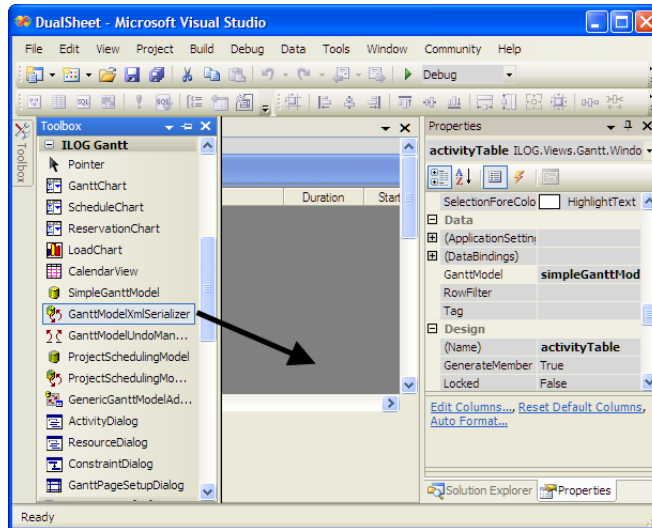 DualSheet - Microsoft Visual Studio
File Edit View Project Build Debug Data Tools Window Community Help
Debug
SQL
SQL
Toolbox
Toolbox
ILOG Gantt
Pointer
GanttChart
ScheduleChart
ReservationChart
LoadChart
CalendarView
SimpleGanttModel
GanttModelXmlSerializer
GanttModelUndoMan...
ProjectSchedulingModel
ProjectSchedulingMo...
GenericGanttModelAd...
ActivityDialog
ResourceDialog
ConstraintDialog
GanttPageSetupDialog
Duration Start
Properties
activityTable ILOG.Views.Gantt.Windo
SelectionForeColo HighlightText
Data
(ApplicationSettin
(DataBindings)
GanttModel simpleGanttMod
RowFilter
Tag
Design
(Name) activityTable
GenerateMember True
Locked False
Edit Columns..., Reset Default Columns,
Auto Format...
Solution Explorer Properties
Ready